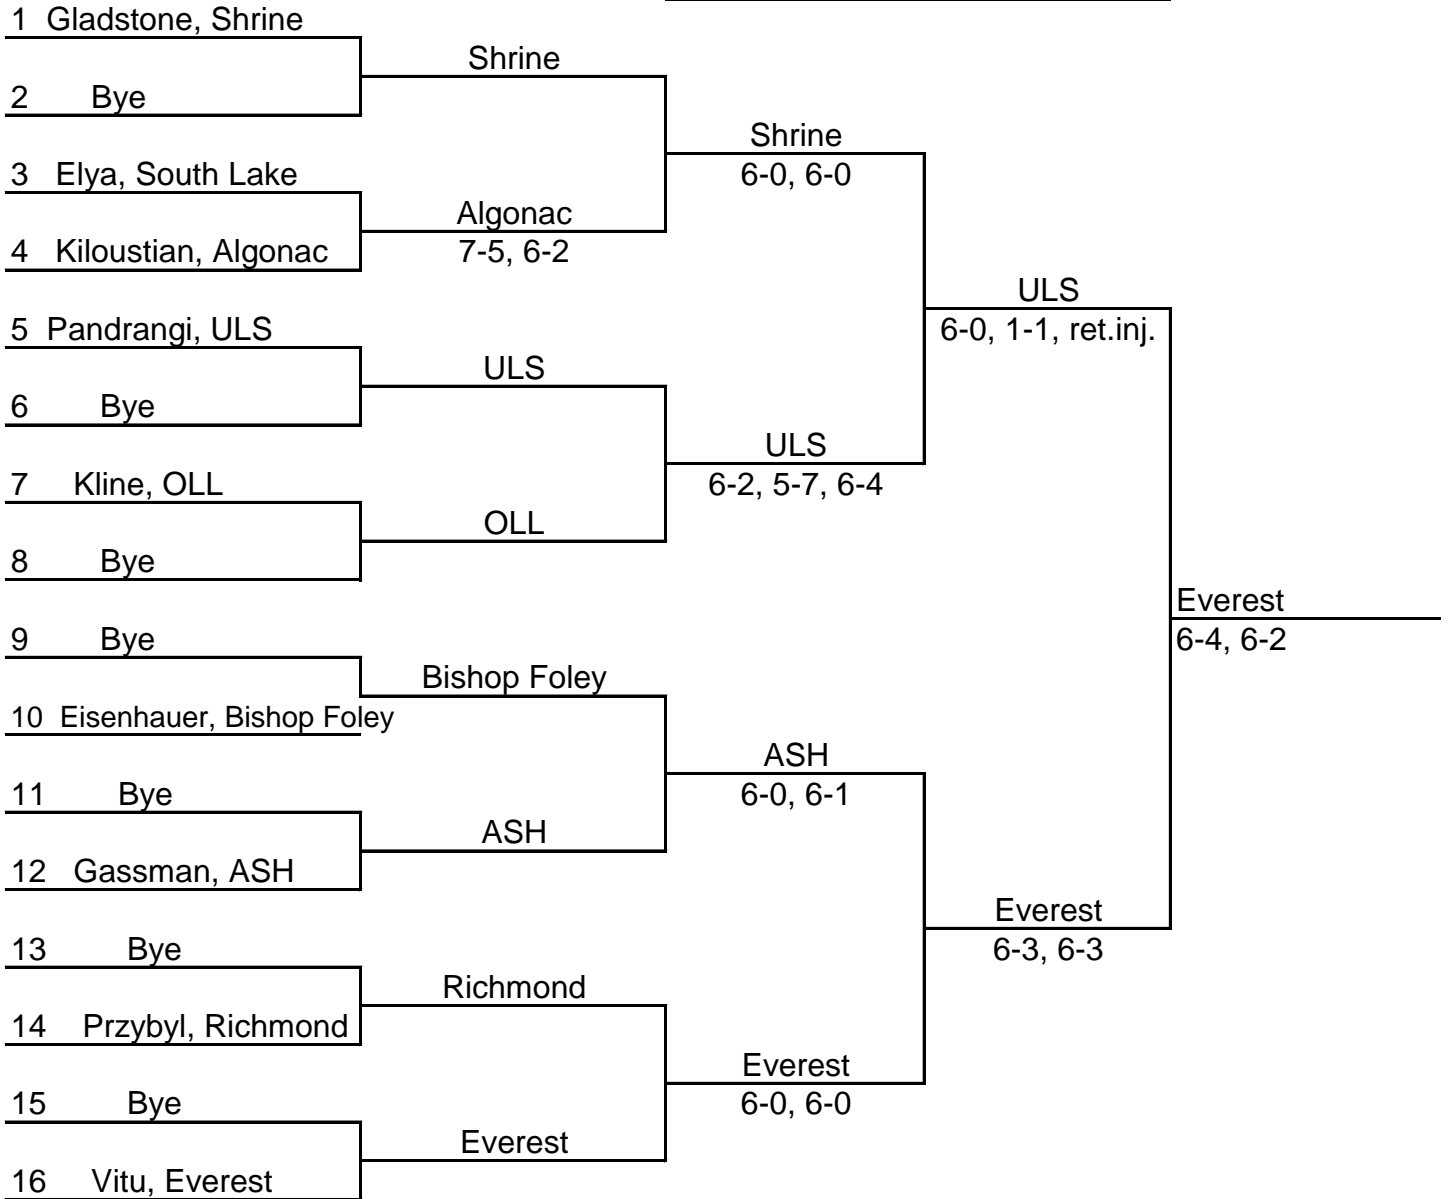 1 Gladstone, Shrine
2 Bye
3 Elya, South Lake
4 Kiloustian, Algonac
5 Pandrangi, ULS
6 Bye
7 Kline, OLL
8 Bye
9 Bye
10 Eisenhauer, Bishop Foley
11 Bye
12 Gassman, ASH
13 Bye
14 Przybyl, Richmond
15 Bye
16 Vitu, Everest
Shrine
Algonac
7-5, 6-2
ULS
OLL
Bishop Foley
ASH
Richmond
Everest
Shrine
6-0, 6-0
ULS
6-2, 5-7, 6-4
ASH
6-0, 6-1
Everest
6-0, 6-0
ULS
6-0, 1-1, ret.inj.
Everest
6-3, 6-3
Everest
6-4, 6-2